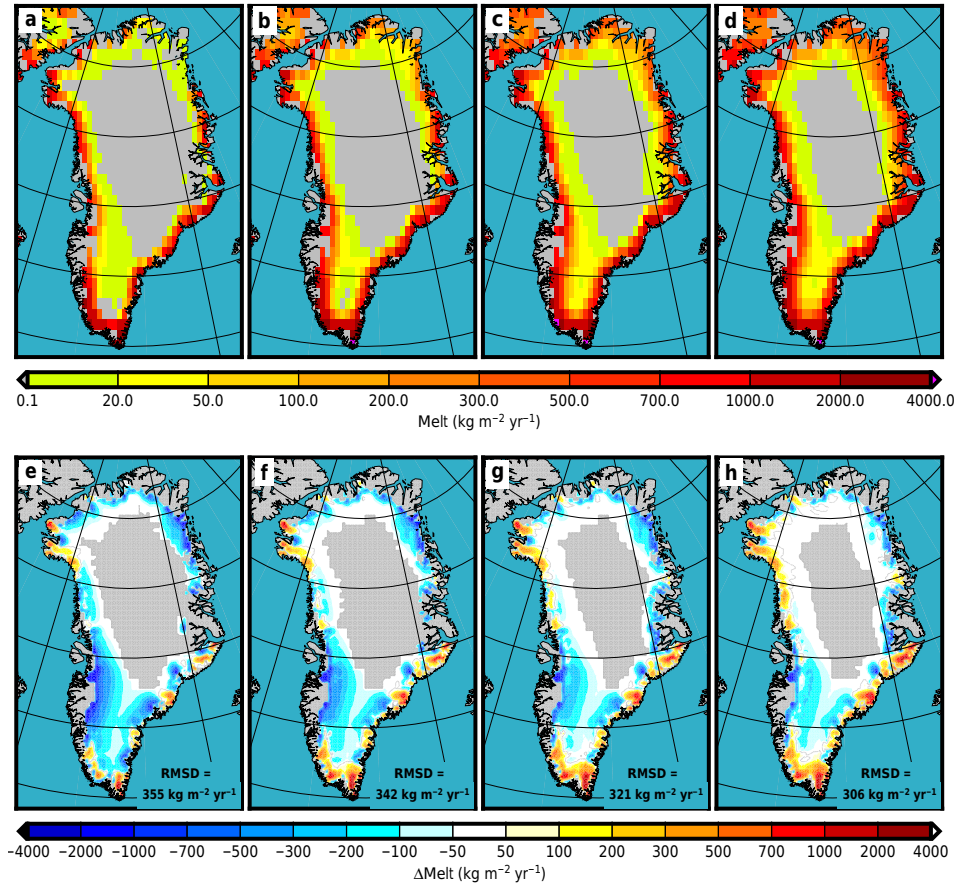 a b c d
0.1 20.0 50.0 100.0 200.0 300.0 500.0 700.0 1000.0 2000.0 4000.0
Melt (kg m⁻² yr⁻¹)
e f g h
RMSD = RMSD = RMSD = RMSD =
355 kg m⁻² yr⁻¹ 342 kg m⁻² yr⁻¹ 321 kg m⁻² yr⁻¹ 306 kg m⁻² yr⁻¹
−4000 −2000 −1000 −700 −500 −300 −200 −100 −50 50 100 200 300 500 700 1000 2000 4000
ΔMelt (kg m⁻² yr⁻¹)